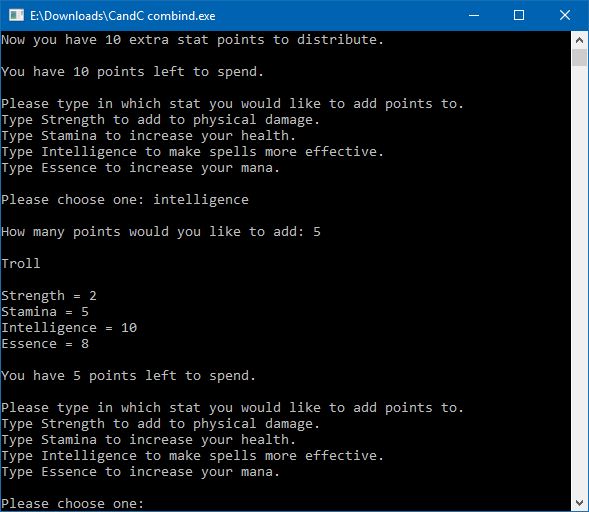 E:\Downloads\CandC combind.exe
Now you have 10 extra stat points to distribute.
You have 10 points left to spend.
Please type in which stat you would like to add points to.
Type Strength to add to physical damage.
Type Stamina to increase your health.
Type Intelligence to make spells more effective.
Type Essence to increase your mana.
Please choose one: intelligence
How many points would you like to add: 5
Troll
Strength = 2
Stamina = 5
Intelligence = 10
Essence = 8
You have 5 points left to spend.
Please type in which stat you would like to add points to.
Type Strength to add to physical damage.
Type Stamina to increase your health.
Type Intelligence to make spells more effective.
Type Essence to increase your mana.
Please choose one: